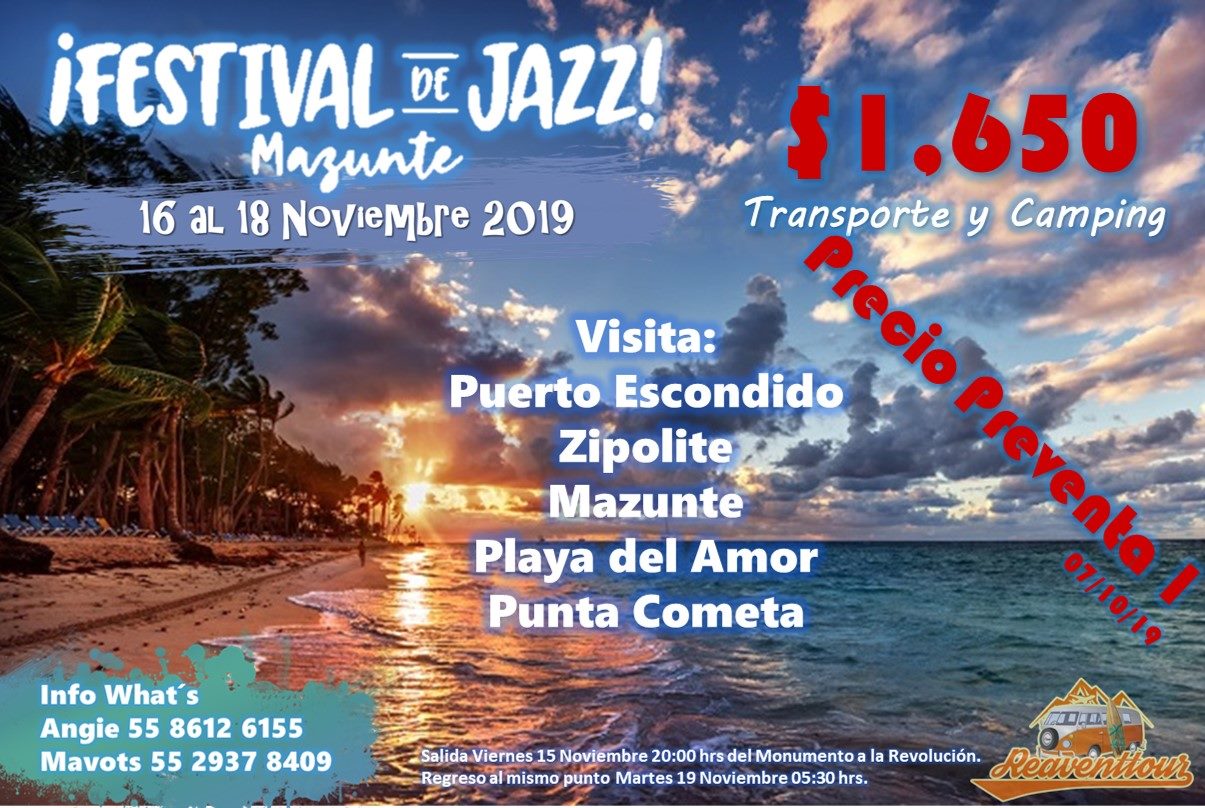 ¡FESTIVAL DE JAZZ!
Mazunte
16 al 18 Noviembre 2019
$1,650
Transporte y Camping
Precio Preventa 1
07/10/19
Visita:
Puerto Escondido
Zipolite
Mazunte
Playa del Amor
Punta Cometa
Info What´s
Angie 55 8612 6155
Mavots 55 2937 8409
Salida Viernes 15 Noviembre 20:00 hrs del Monumento a la Revolución.
Regreso al mismo punto Martes 19 Noviembre 05:30 hrs.
Reaventtour